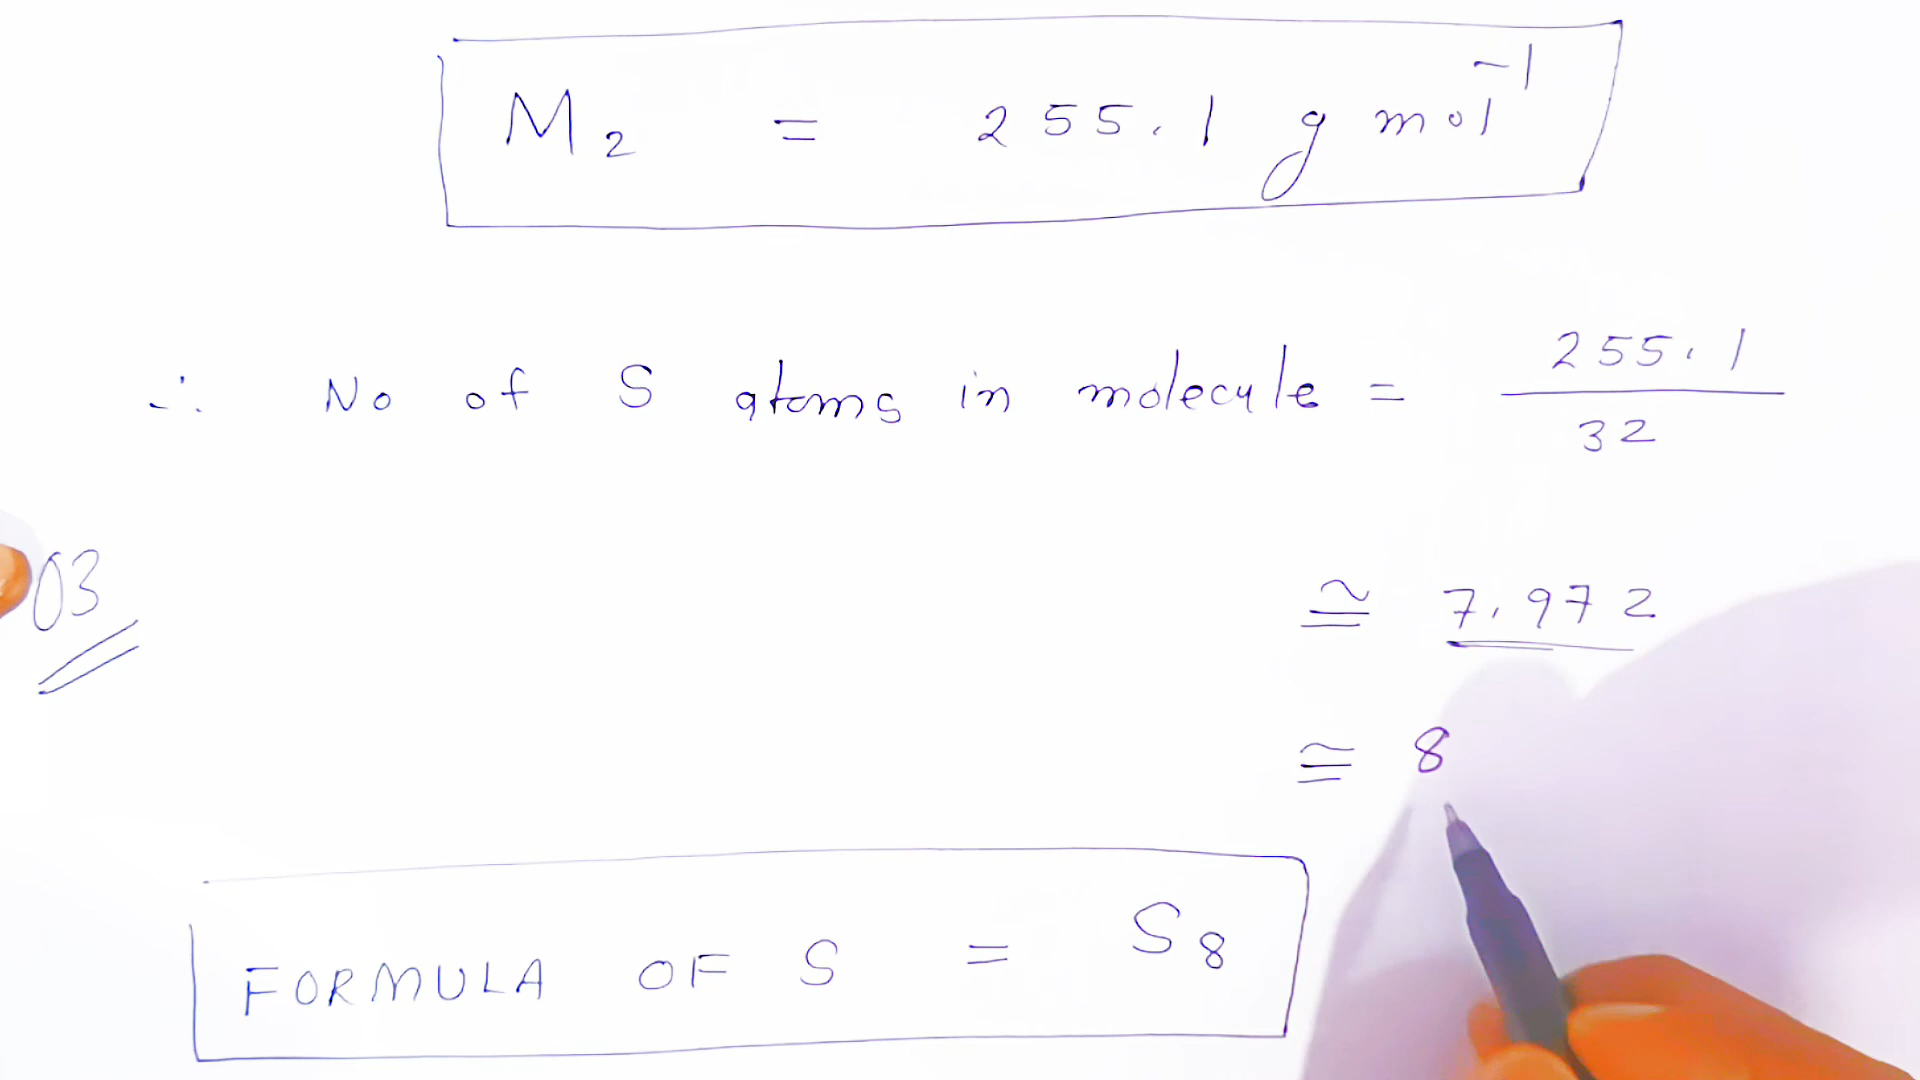 M₂ = 255.1 g mol⁻¹
∴ No of S atoms in molecule = 255.1 / 32
03
≅ 7.972
≅ 8
FORMULA OF S = S₈